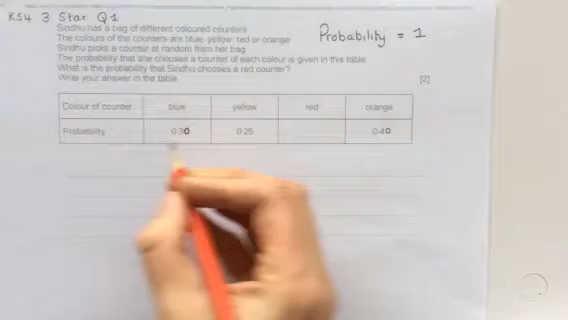 KS4 3 Star Q1
Probability = 1
Sindhu has a bag of different coloured counters
The colours of the counters are blue, yellow, red or orange
Sindhu picks a counter at random from her bag
The probability that she chooses a counter of each colour is given in this table
What is the probability that Sindhu chooses a red counter?
Write your answer in the table.
[2]
Colour of counter blue yellow red orange
Probability 0.30 0.25 0.40